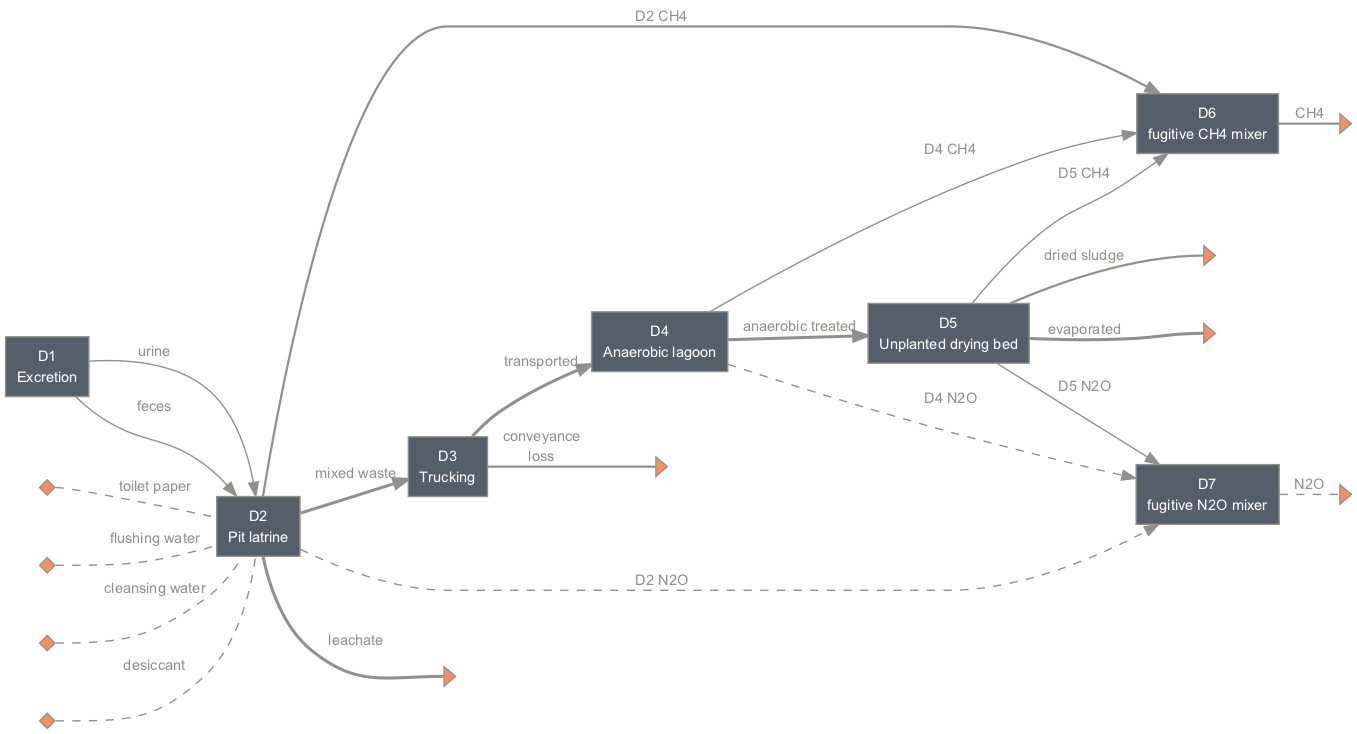 D2 CH4
D6
fugitive CH4 mixer
CH4
D4 CH4
D5 CH4
dried sludge
D4
Anaerobic lagoon
anaerobic treated
D5
Unplanted drying bed
evaporated
D1
Excretion
urine
feces
transported
D5 N2O
D4 N2O
conveyance
loss
D3
Trucking
mixed waste
toilet paper
D7
fugitive N2O mixer
N2O
D2
Pit latrine
flushing water
cleansing water
D2 N2O
leachate
desiccant